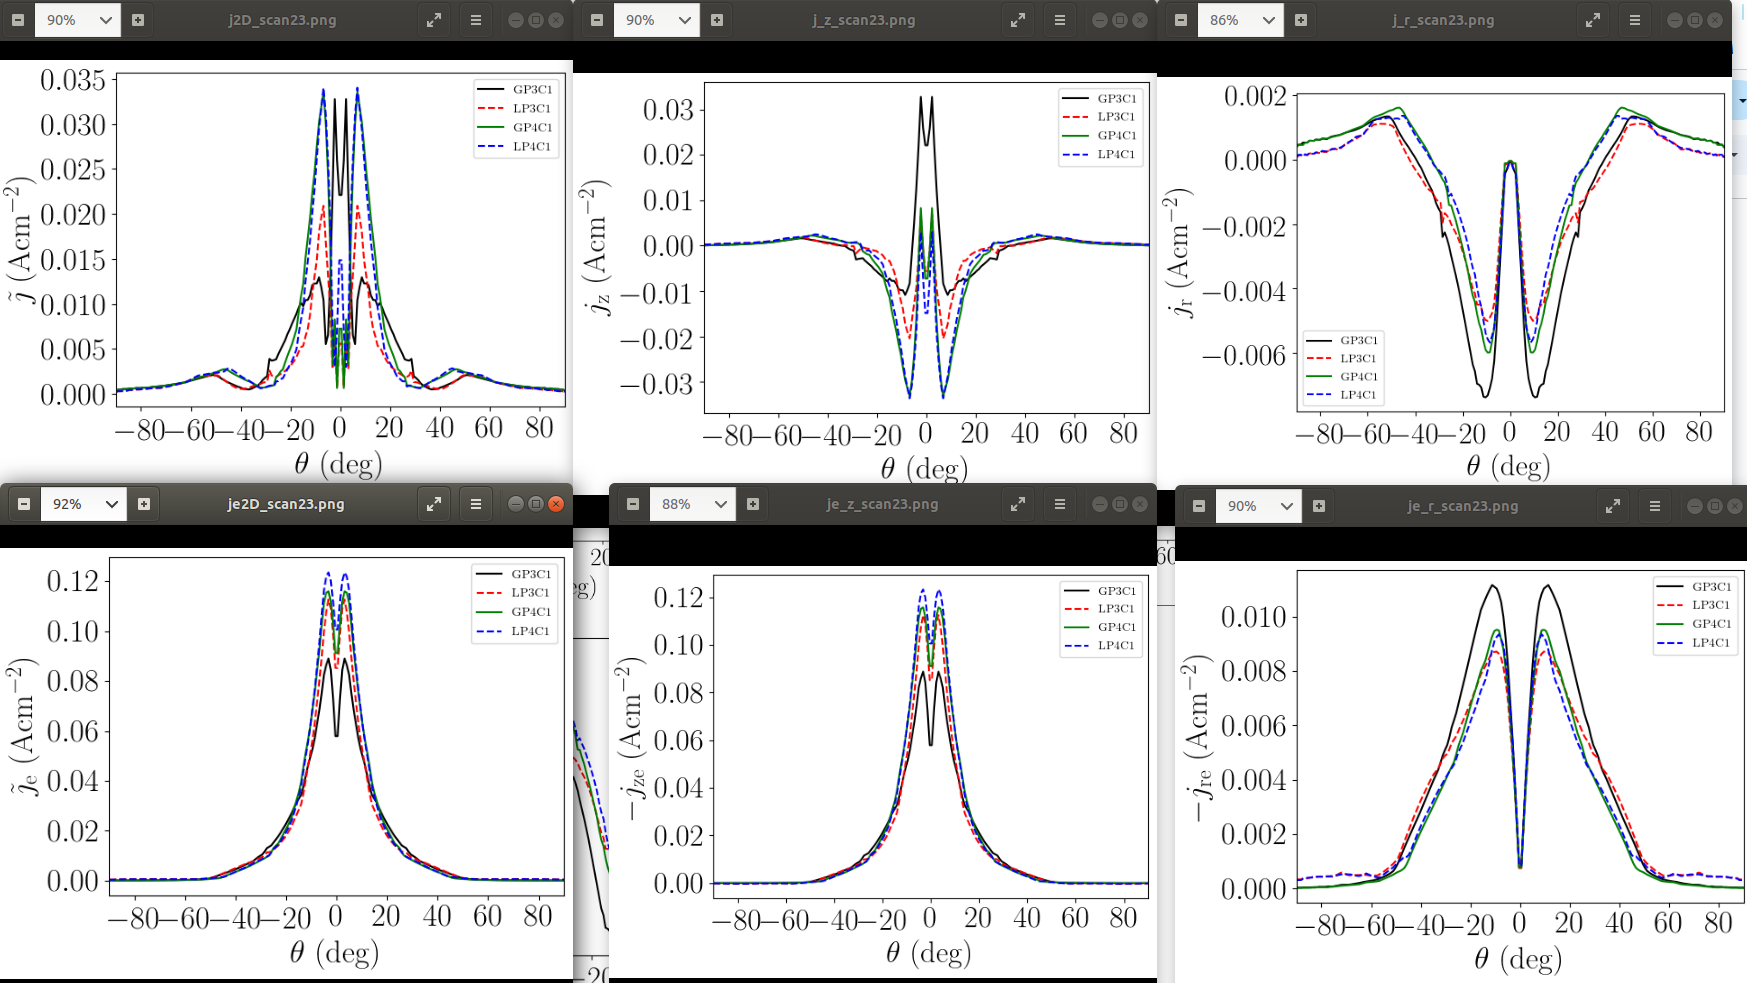 90%
j2D_scan23.png
90%
j_z_scan23.png
86%
j_r_scan23.png
0.035
0.030
0.025
0.020
0.015
0.010
0.005
0.000
j̃ (Acm−2)
GP3C1
LP3C1
GP4C1
LP4C1
−80−60−40−20 0 20 40 60 80
θ (deg)
0.03
0.02
0.01
0.00
−0.01
−0.02
−0.03
jz (Acm−2)
GP3C1
LP3C1
GP4C1
LP4C1
−80−60−40−20 0 20 40 60 80
θ (deg)
0.002
0.000
−0.002
−0.004
−0.006
jr (Acm−2)
GP3C1
LP3C1
GP4C1
LP4C1
−80−60−40−20 0 20 40 60 80
θ (deg)
92%
je2D_scan23.png
88%
je_z_scan23.png
90%
je_r_scan23.png
0.12
0.10
0.08
0.06
0.04
0.02
0.00
j̃e (Acm−2)
GP3C1
LP3C1
GP4C1
LP4C1
−80−60−40−20 0 20 40 60 80
θ (deg)
20
eg)
−20
0.12
0.10
0.08
0.06
0.04
0.02
0.00
−jze (Acm−2)
GP3C1
LP3C1
GP4C1
LP4C1
−80−60−40−20 0 20 40 60 80
θ (deg)
60
0.010
0.008
0.006
0.004
0.002
0.000
−jre (Acm−2)
GP3C1
LP3C1
GP4C1
LP4C1
−80−60−40−20 0 20 40 60 80
θ (deg)